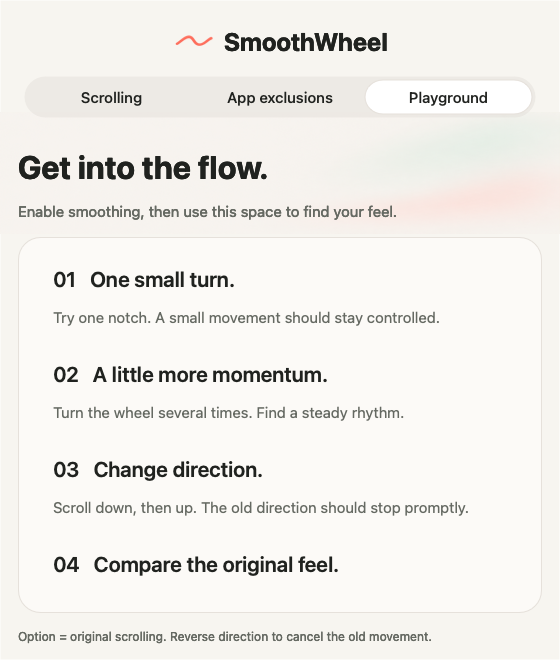 SmoothWheel
Scrolling
App exclusions
Playground
Get into the flow.
Enable smoothing, then use this space to find your feel.
01 One small turn.
Try one notch. A small movement should stay controlled.
02 A little more momentum.
Turn the wheel several times. Find a steady rhythm.
03 Change direction.
Scroll down, then up. The old direction should stop promptly.
04 Compare the original feel.
Option = original scrolling. Reverse direction to cancel the old movement.